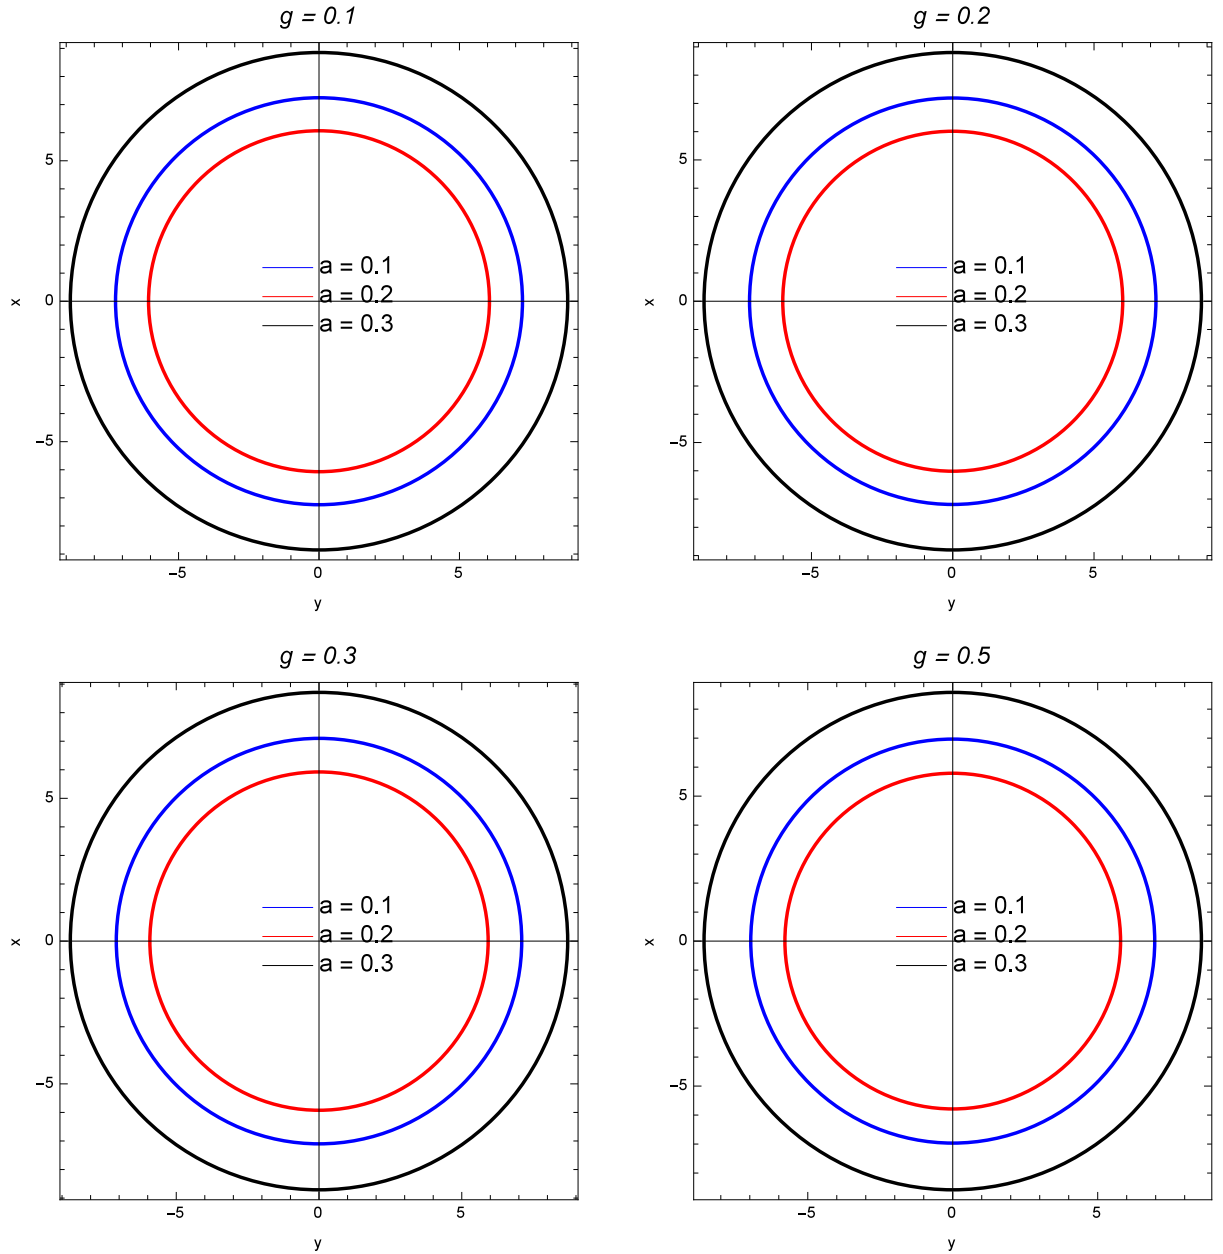 g = 0.1
5
0
-5
x
a = 0.1
a = 0.2
a = 0.3
-5
0
5
y
g = 0.2
5
0
-5
x
a = 0.1
a = 0.2
a = 0.3
-5
0
5
y
g = 0.3
5
0
-5
x
a = 0.1
a = 0.2
a = 0.3
-5
0
5
y
g = 0.5
5
0
-5
x
a = 0.1
a = 0.2
a = 0.3
-5
0
5
y